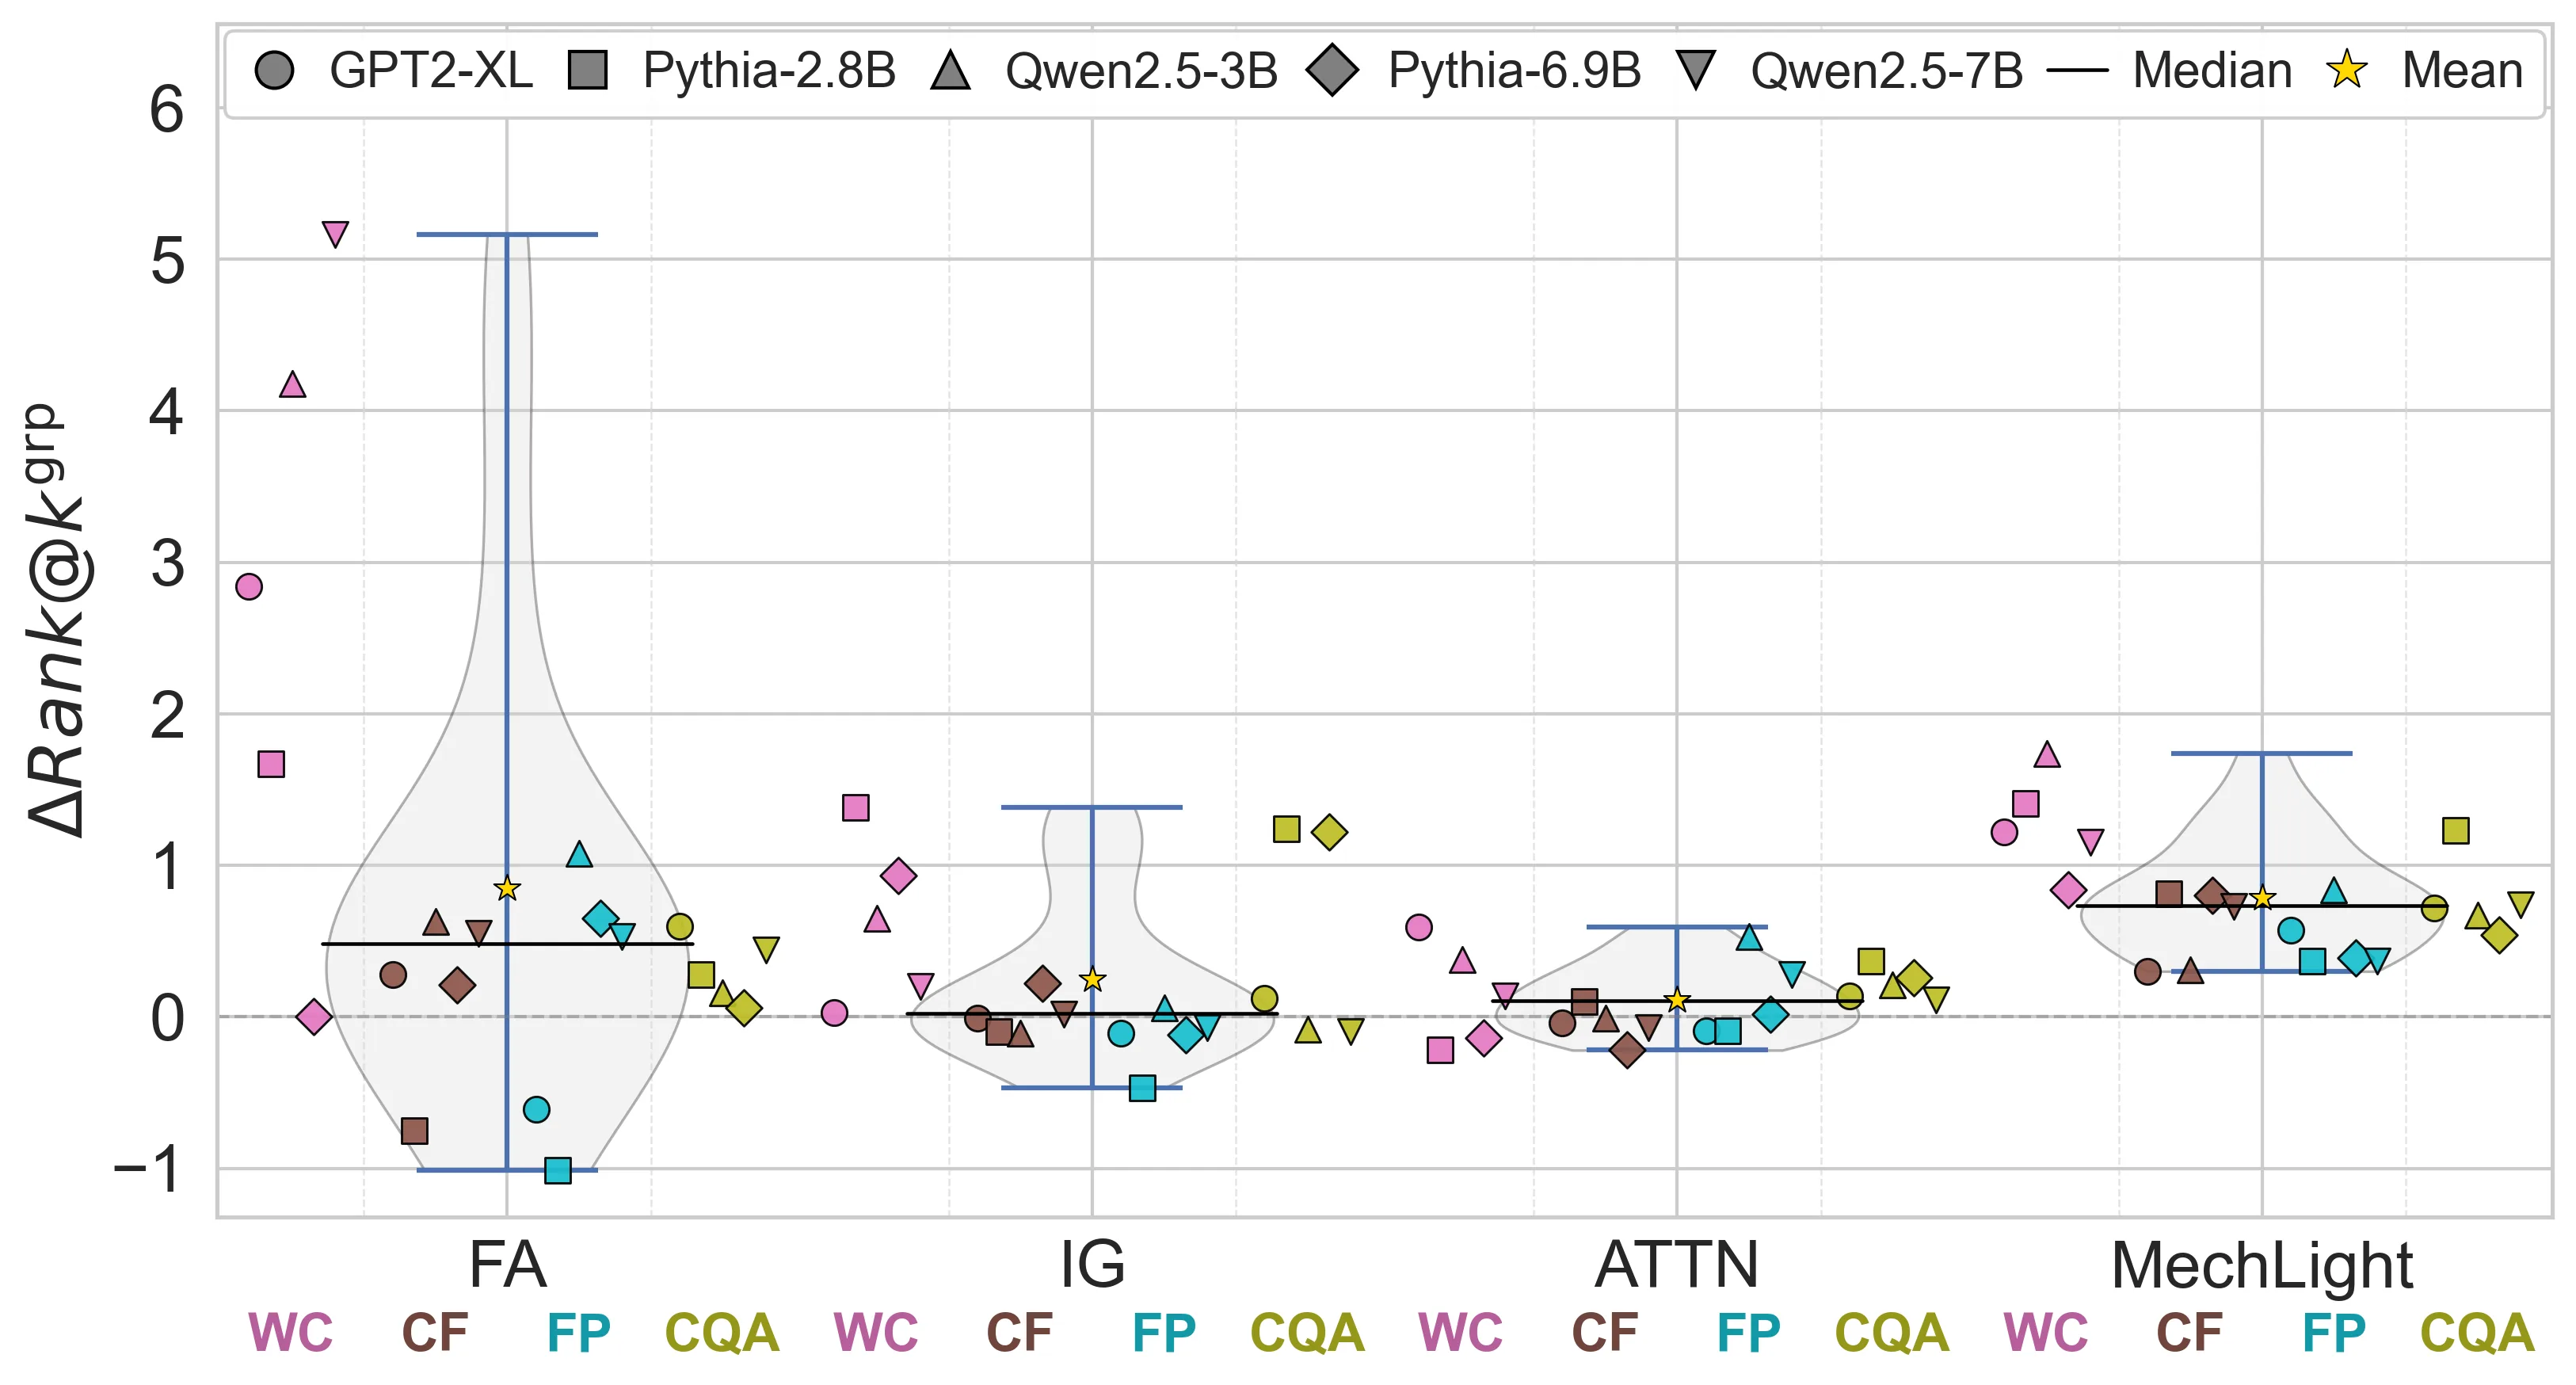 GPT2-XL Pythia-2.8B Qwen2.5-3B Pythia-6.9B Qwen2.5-7B Median Mean
6
5
4
3
2
1
0
−1
ΔRank@k^grp
FA IG ATTN MechLight
WC CF FP CQA WC CF FP CQA WC CF FP CQA WC CF FP CQA